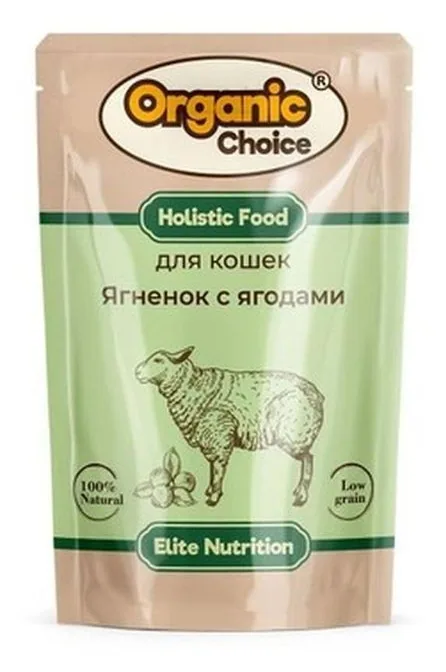 Organic®
Choice
Holistic Food
для кошек
Ягненок с ягодами
100%
Natural
Low
grain
Elite Nutrition